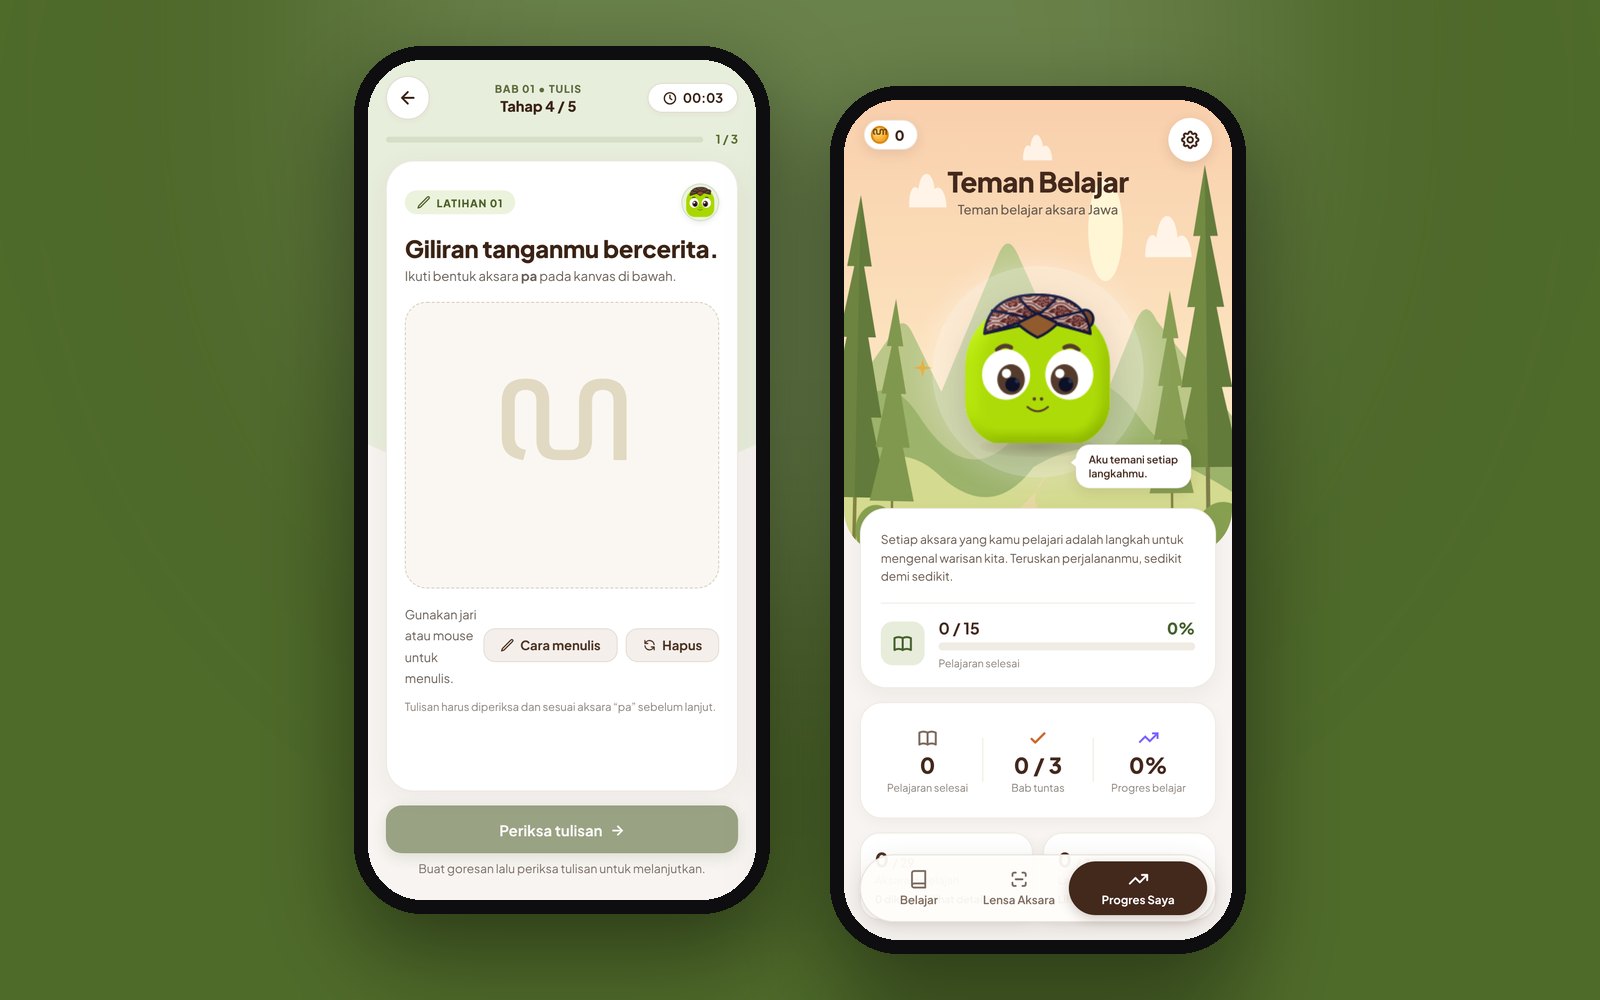 BAB 01 • TULIS
Tahap 4 / 5
00:03
1 / 3
LATIHAN 01
Giliran tanganmu bercerita.
Ikuti bentuk aksara pa pada kanvas di bawah.
ꦥ
Gunakan jari
atau mouse
untuk
menulis.
Cara menulis
Hapus
Tulisan harus diperiksa dan sesuai aksara “pa” sebelum lanjut.
Periksa tulisan →
Buat goresan lalu periksa tulisan untuk melanjutkan.
0
Teman Belajar
Teman belajar aksara Jawa
Aku temani setiap
langkahmu.
Setiap aksara yang kamu pelajari adalah langkah untuk
mengenal warisan kita. Teruskan perjalananmu, sedikit
demi sedikit.
0 / 15
0%
Pelajaran selesai
0
Pelajaran selesai
0 / 3
Bab tuntas
0%
Progres belajar
0 / 29
0
Belajar
Lensa Aksara
Progres Saya